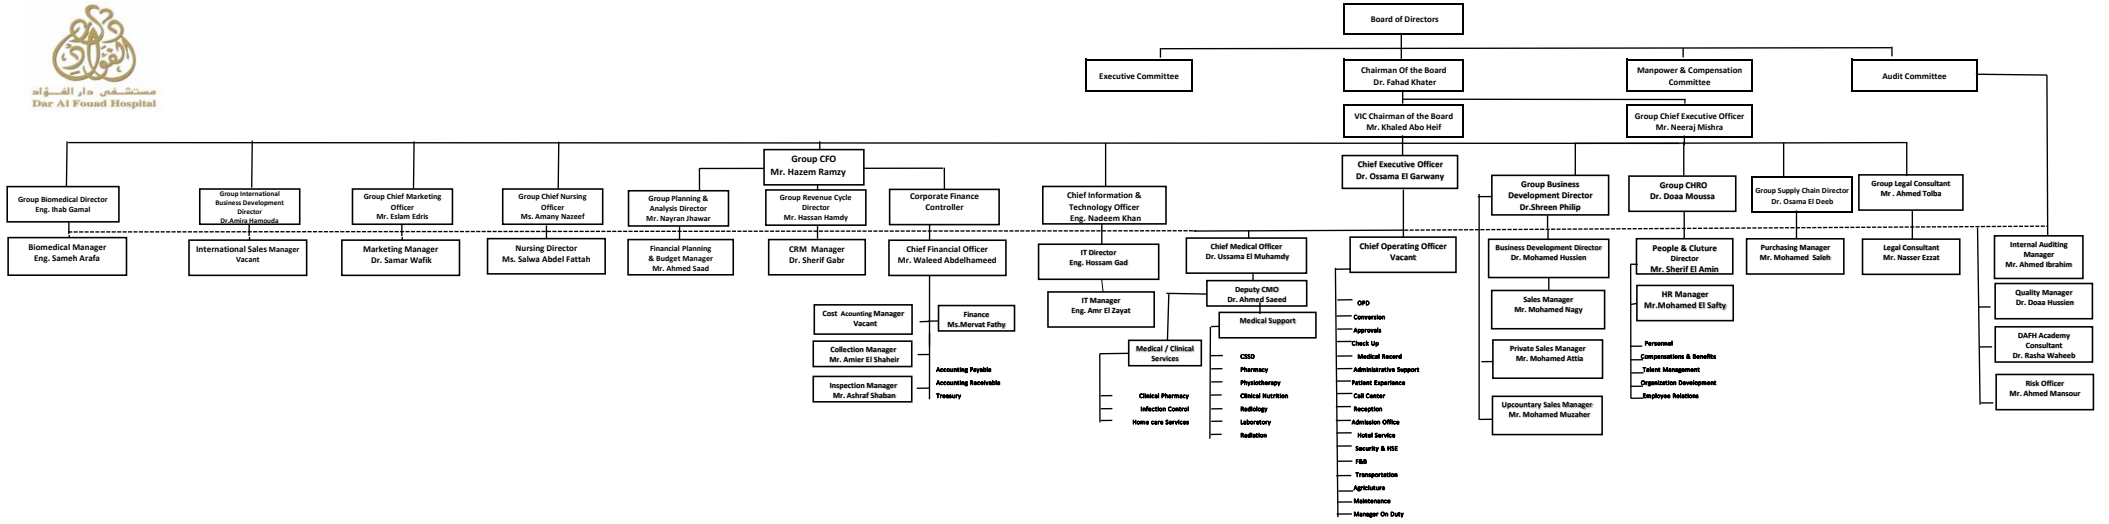 مستشفى دار الفؤاد
Dar Al Fouad Hospital
Board of Directors
Executive Committee
Chairman Of the Board
Dr. Fahad Khater
Manpower & Compensation
Committee
Audit Committee
VIC Chairman of the Board
Mr. Khaled Abo Heif
Group Chief Executive Officer
Mr. Neeraj Mishra
Group CFO
Mr. Hazem Ramzy
Chief Executive Officer
Dr. Ossama El Garwany
Group Biomedical Director
Eng. Ihab Gamal
Group International
Business Development
Director
Dr.Amira Hamouda
Group Chief Marketing
Officer
Mr. Eslam Edris
Group Chief Nursing
Officer
Ms. Amany Nazeef
Group Planning &
Analysis Director
Mr. Nayran Jhawar
Group Revenue Cycle
Director
Mr. Hassan Hamdy
Corporate Finance
Controller
Chief Information &
Technology Officer
Eng. Nadeem Khan
Group Business
Development Director
Dr.Shreen Philip
Group CHRO
Dr. Doaa Moussa
Group Supply Chain Director
Dr. Osama El Deeb
Group Legal Consultant
Mr . Ahmed Tolba
Biomedical Manager
Eng. Sameh Arafa
International Sales Manager
Vacant
Marketing Manager
Dr. Samar Wafik
Nursing Director
Ms. Salwa Abdel Fattah
Financial Planning
& Budget Manager
Mr. Ahmed Saad
CRM Manager
Dr. Sherif Gabr
Chief Financial Officer
Mr. Waleed Abdelhameed
IT Director
Eng. Hossam Gad
Chief Medical Officer
Dr. Ussama El Muhamdy
Chief Operating Officer
Vacant
Business Development Director
Dr. Mohamed Hussien
People & Cluture
Director
Mr. Sherif El Amin
Purchasing Manager
Mr. Mohamed Saleh
Legal Consultant
Mr. Nasser Ezzat
Internal Auditing
Manager
Mr. Ahmed Ibrahim
IT Manager
Eng. Amr El Zayat
Deputy CMO
Dr. Ahmed Saeed
Sales Manager
Mr. Mohamed Nagy
HR Manager
Mr.Mohamed El Safty
Quality Manager
Dr. Doaa Hussien
Cost Acounting Manager
Vacant
Finance
Ms.Mervat Fathy
Medical Support
Collection Manager
Mr. Amier El Shaheir
Medical / Clinical
Services
Private Sales Manager
Mr. Mohamed Attia
DAFH Academy
Consultant
Dr. Rasha Waheeb
Inspection Manager
Mr. Ashraf Shaban
Upcountary Sales Manager
Mr. Mohamed Muzaher
Risk Officer
Mr. Ahmed Mansour
Accounting Payable
Accounting Receivable
Treasury
Clinical Pharmacy
Infection Control
Home care Services
CSSD
Pharmacy
Physiotherapy
Clinical Nutrition
Radiology
Laboratory
Radiation
OPD
Conversion
Approvals
Check Up
Medical Record
Administrative Support
Patient Experience
Call Center
Reception
Admission Office
Hotel Service
Security & HSE
F&B
Transportation
Agricluture
Maintenance
Manager On Duty
Personnel
Compensations & Benefits
Talent Management
Organization Development
Employee Relations